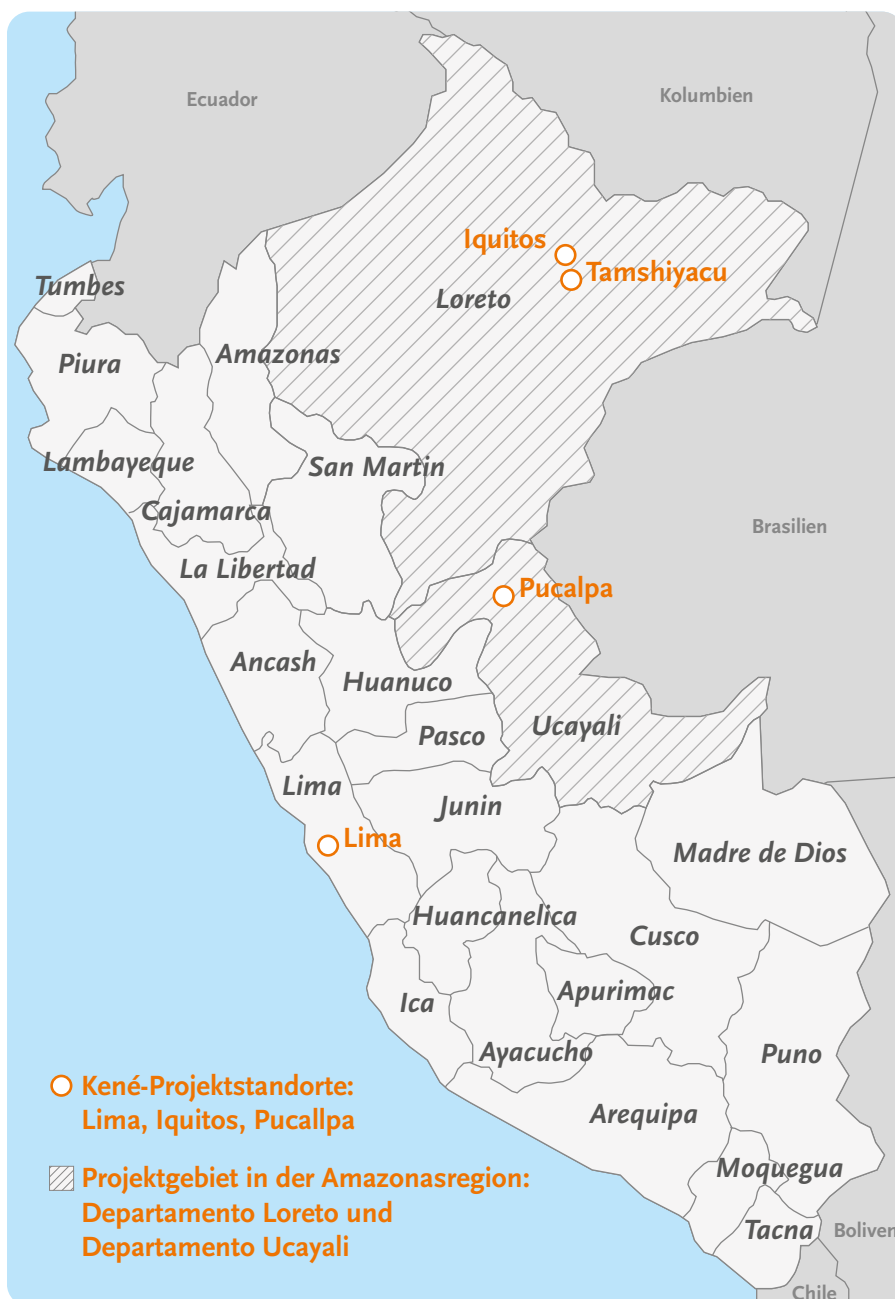 Ecuador
Kolumbien
Iquitos
Tamshiyacu
Tumbes
Loreto
Piura
Amazonas
Lambayeque
San Martin
Cajamarca
Brasilien
La Libertad
Pucalpa
Ancash
Huanuco
Pasco
Ucayali
Lima
Junin
Lima
Madre de Dios
Huancanelica
Cusco
Ica
Apurimac
Ayacucho
Puno
Kené-Projektstandorte:
Lima, Iquitos, Pucallpa
Arequipa
Projektgebiet in der Amazonasregion:
Departamento Loreto und
Departamento Ucayali
Moquegua
Tacna
Boliven
Chile